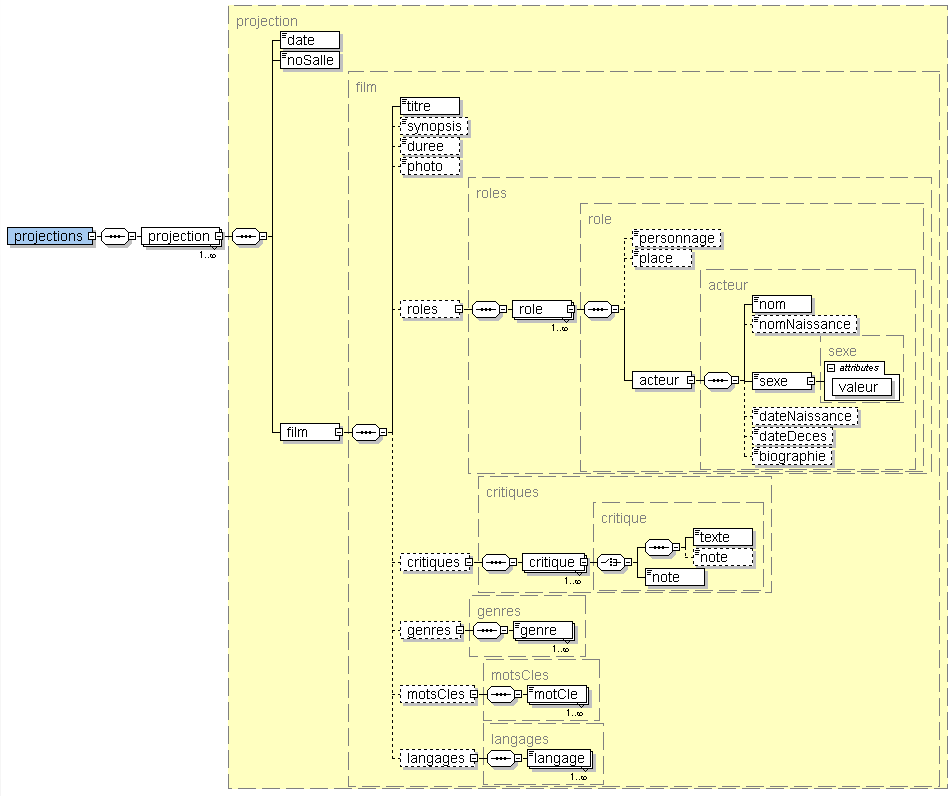 projection
date
noSalle
film
titre
synopsis
duree
photo
roles
role
personnage
place
acteur
nom
nomNaissance
sexe
attributes
valeur
sexe
dateNaissance
dateDeces
biographie
projections
projection
1..∞
roles
role
1..∞
acteur
film
critiques
critique
texte
note
note
critiques
critique
1..∞
genres
genres
genre
1..∞
motsCles
motsCles
motCle
1..∞
langages
langages
langage
1..∞